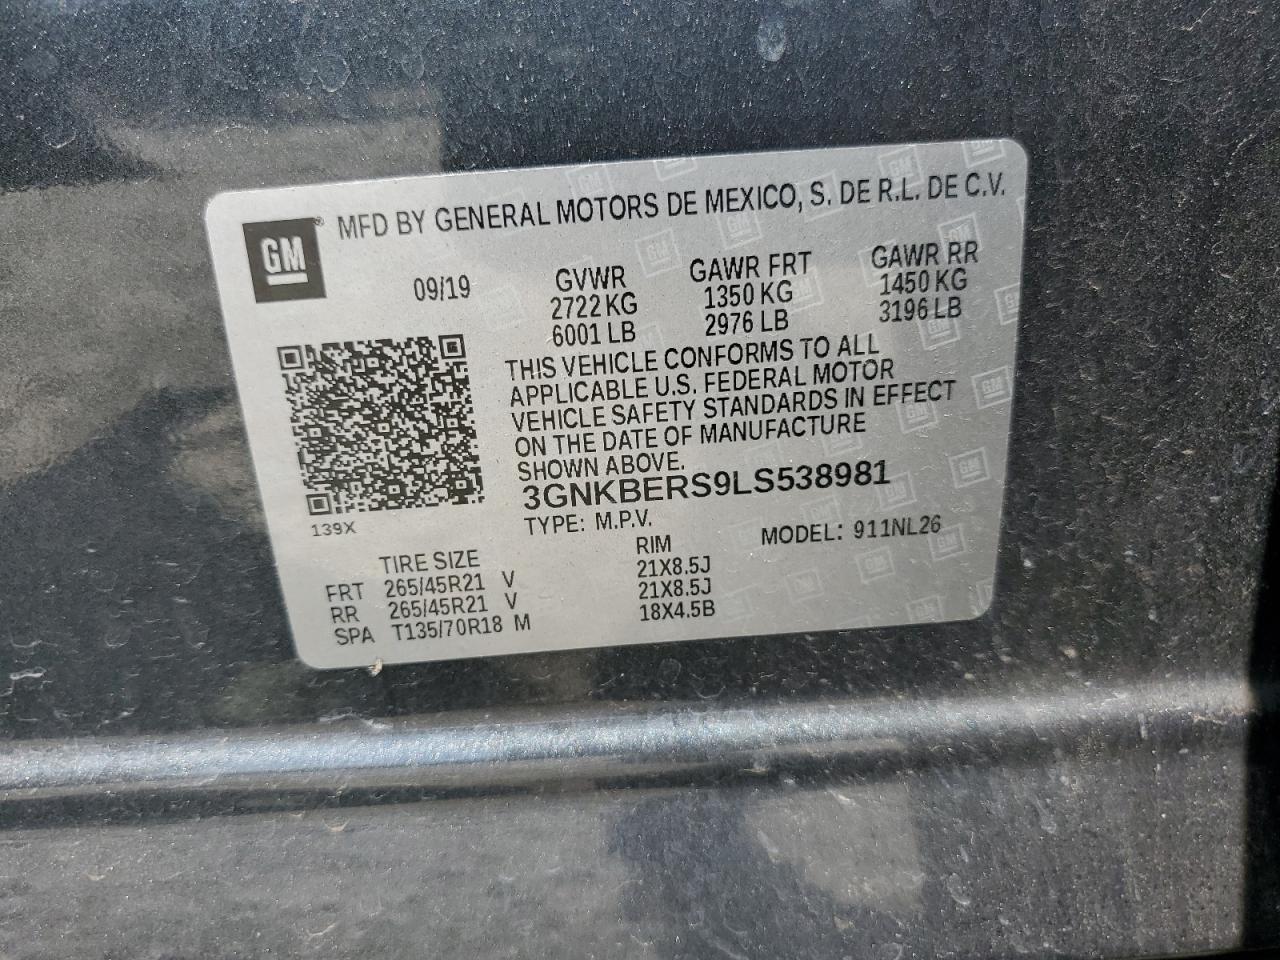 GM® MFD BY GENERAL MOTORS DE MEXICO, S. DE R.L. DE C.V.
09/19 GVWR GAWR FRT GAWR RR
2722 KG 1350 KG 1450 KG
6001 LB 2976 LB 3196 LB
THIS VEHICLE CONFORMS TO ALL
APPLICABLE U.S. FEDERAL MOTOR
VEHICLE SAFETY STANDARDS IN EFFECT
ON THE DATE OF MANUFACTURE
SHOWN ABOVE.
3GNKBERS9LS538981
139X TYPE: M.P.V. MODEL: 911NL26
TIRE SIZE RIM
FRT 265/45R21 V 21X8.5J
RR 265/45R21 V 21X8.5J
SPA T135/70R18 M 18X4.5B